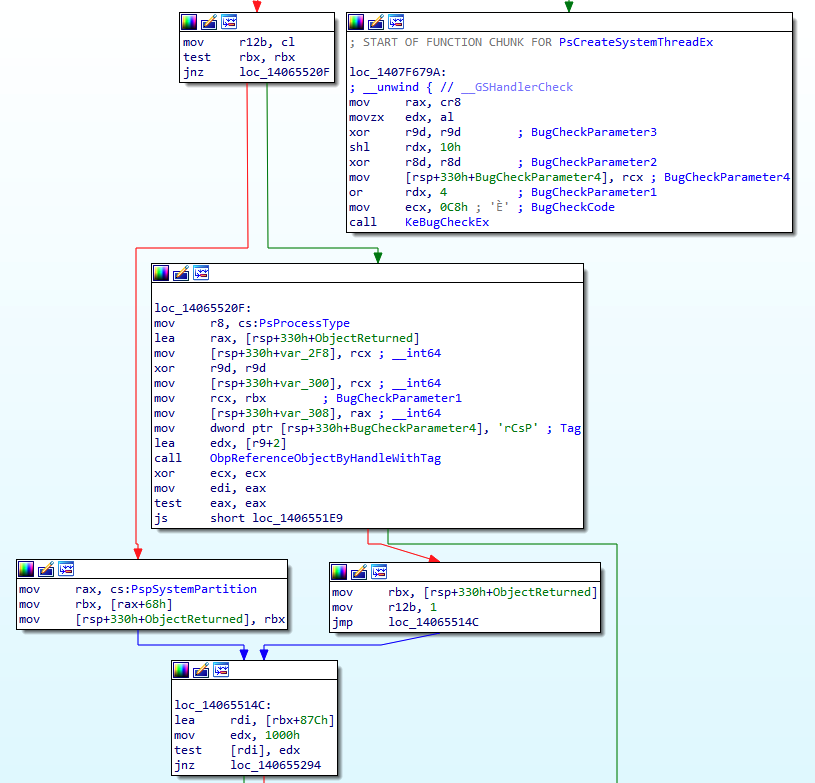 mov r12b, cl
test rbx, rbx
jnz loc_14065520F
; START OF FUNCTION CHUNK FOR PsCreateSystemThreadEx
loc_1407F679A:
; __unwind { // __GSHandlerCheck
mov rax, cr8
movzx edx, al
xor r9d, r9d ; BugCheckParameter3
shl rdx, 10h
xor r8d, r8d ; BugCheckParameter2
mov [rsp+330h+BugCheckParameter4], rcx ; BugCheckParameter4
or rdx, 4 ; BugCheckParameter1
mov ecx, 0C8h ; 'È' ; BugCheckCode
call KeBugCheckEx
loc_14065520F:
mov r8, cs:PsProcessType
lea rax, [rsp+330h+ObjectReturned]
mov [rsp+330h+var_2F8], rcx ; __int64
xor r9d, r9d
mov [rsp+330h+var_300], rcx ; __int64
mov rcx, rbx ; BugCheckParameter1
mov [rsp+330h+var_308], rax ; __int64
mov dword ptr [rsp+330h+BugCheckParameter4], 'rCsP' ; Tag
lea edx, [r9+2]
call ObpReferenceObjectByHandleWithTag
xor ecx, ecx
mov edi, eax
test eax, eax
js short loc_1406551E9
mov rax, cs:PspSystemPartition
mov rbx, [rax+68h]
mov [rsp+330h+ObjectReturned], rbx
mov rbx, [rsp+330h+ObjectReturned]
mov r12b, 1
jmp loc_14065514C
loc_14065514C:
lea rdi, [rbx+87Ch]
mov edx, 1000h
test [rdi], edx
jnz loc_140655294